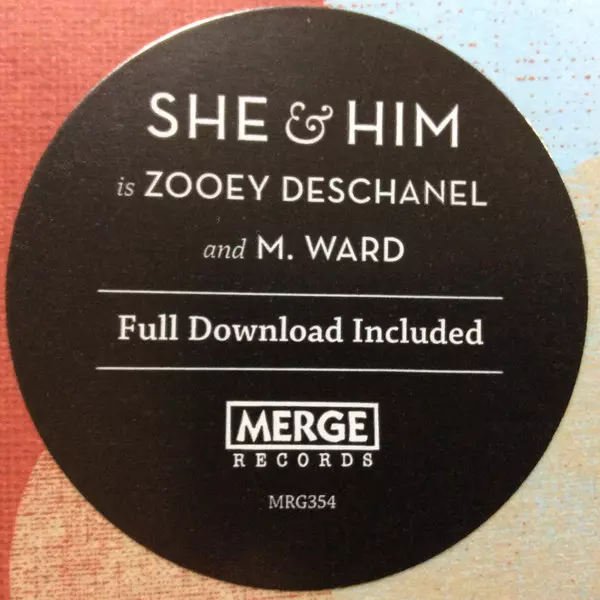 SHE & HIM
is ZOOEY DESCHANEL
and M. WARD
Full Download Included
MERGE
RECORDS
MRG354